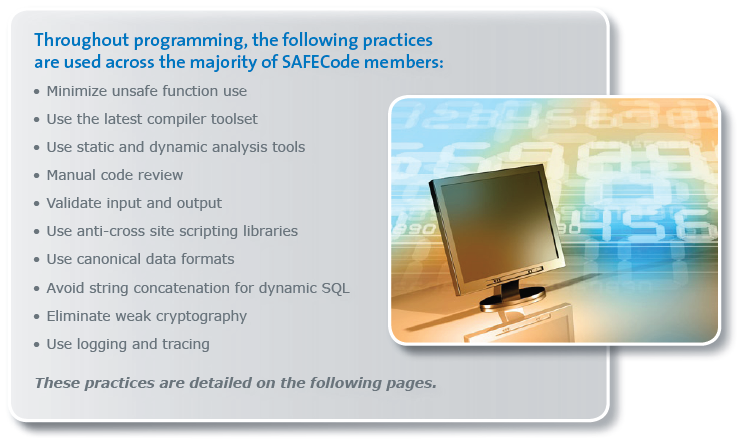 Throughout programming, the following practices
are used across the majority of SAFECode members:
• Minimize unsafe function use
• Use the latest compiler toolset
• Use static and dynamic analysis tools
• Manual code review
• Validate input and output
• Use anti-cross site scripting libraries
• Use canonical data formats
• Avoid string concatenation for dynamic SQL
• Eliminate weak cryptography
• Use logging and tracing
These practices are detailed on the following pages.